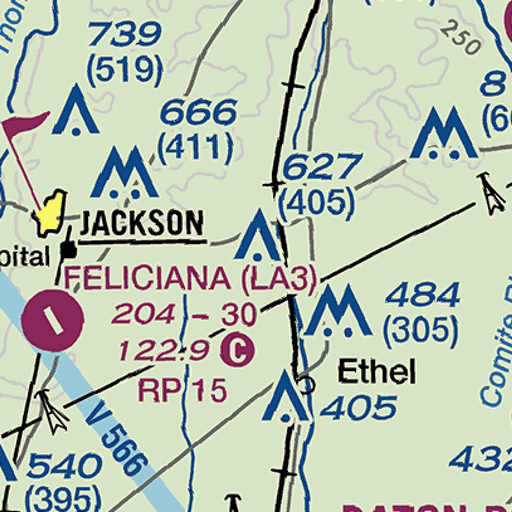 739
(519)
250
666
(411)
627
(405)
JACKSON
pital
FELICIANA (LA3)
204 - 30
122.9 C
RP 15
484
(305)
Ethel
405
V 566
540
(395)
432